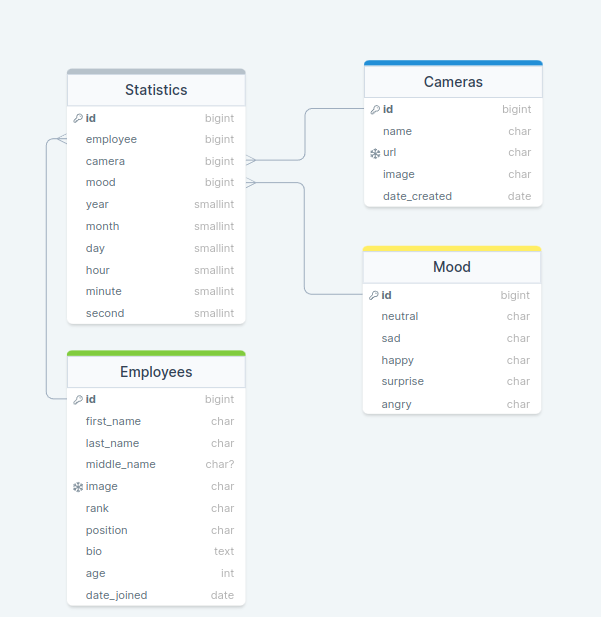 Statistics
id bigint
employee bigint
camera bigint
mood bigint
year smallint
month smallint
day smallint
hour smallint
minute smallint
second smallint
Cameras
id bigint
name char
url char
image char
date_created date
Mood
id bigint
neutral char
sad char
happy char
surprise char
angry char
Employees
id bigint
first_name char
last_name char
middle_name char?
image char
rank char
position char
bio text
age int
date_joined date